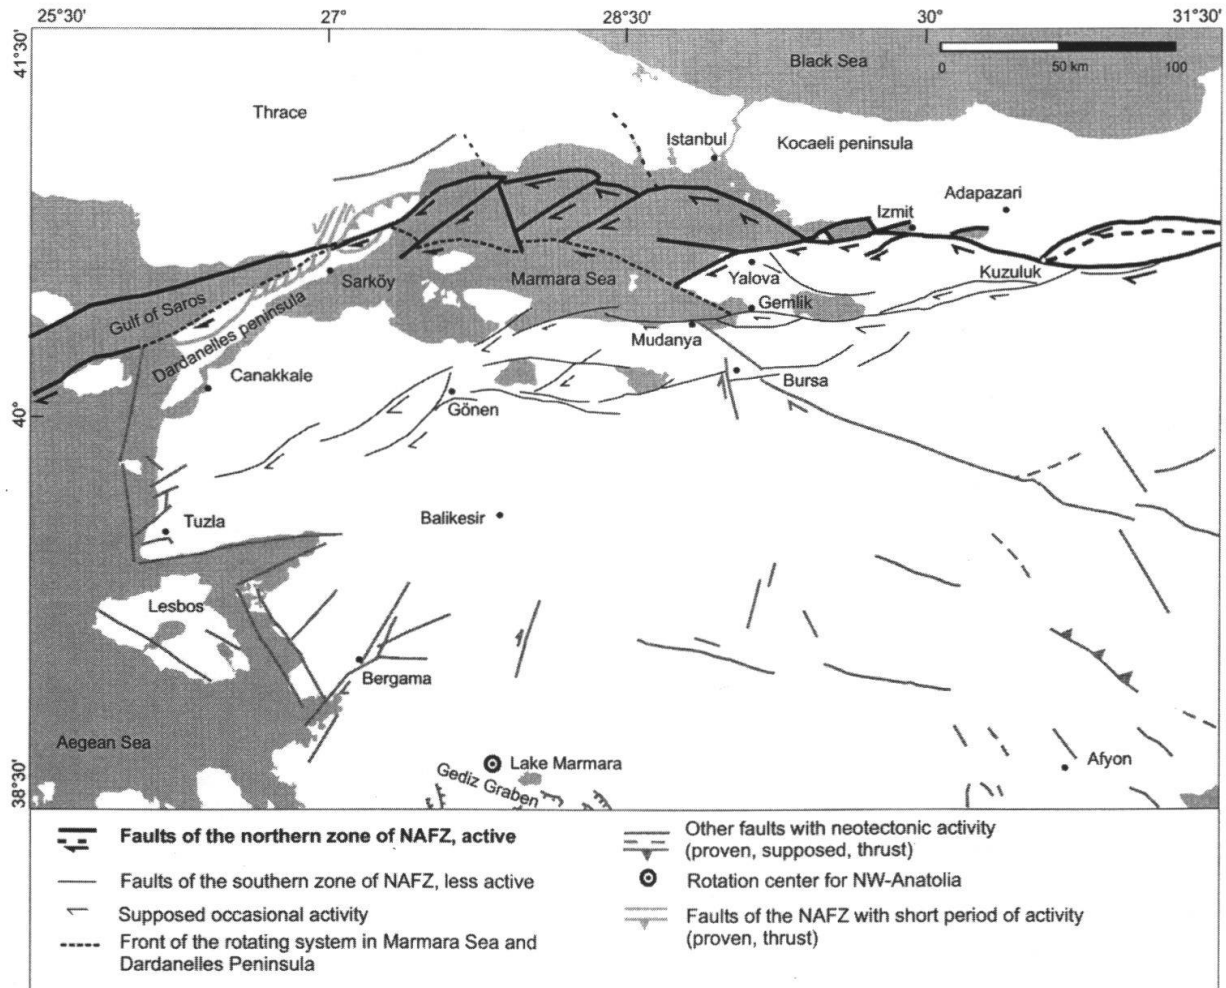 25°30'
27°
28°30'
30°
31°30'
41°30'
Black Sea
0
50 km
100
Thrace
Istanbul
Kocaeli peninsula
Adapazari
Izmit
Sarköy
Marmara Sea
Yalova
Kuzuluk
Gulf of Saros
Gemlik
Dardanelles peninsula
Mudanya
Canakkale
Bursa
40°
Gönen
Tuzla
Balikesir
Lesbos
Bergama
Aegean Sea
Lake Marmara
Afyon
Gediz Graben
38°30'
Faults of the northern zone of NAFZ, active
Faults of the southern zone of NAFZ, less active
Supposed occasional activity
Front of the rotating system in Marmara Sea and
Dardanelles Peninsula
Other faults with neotectonic activity
(proven, supposed, thrust)
Rotation center for NW-Anatolia
Faults of the NAFZ with short period of activity
(proven, thrust)